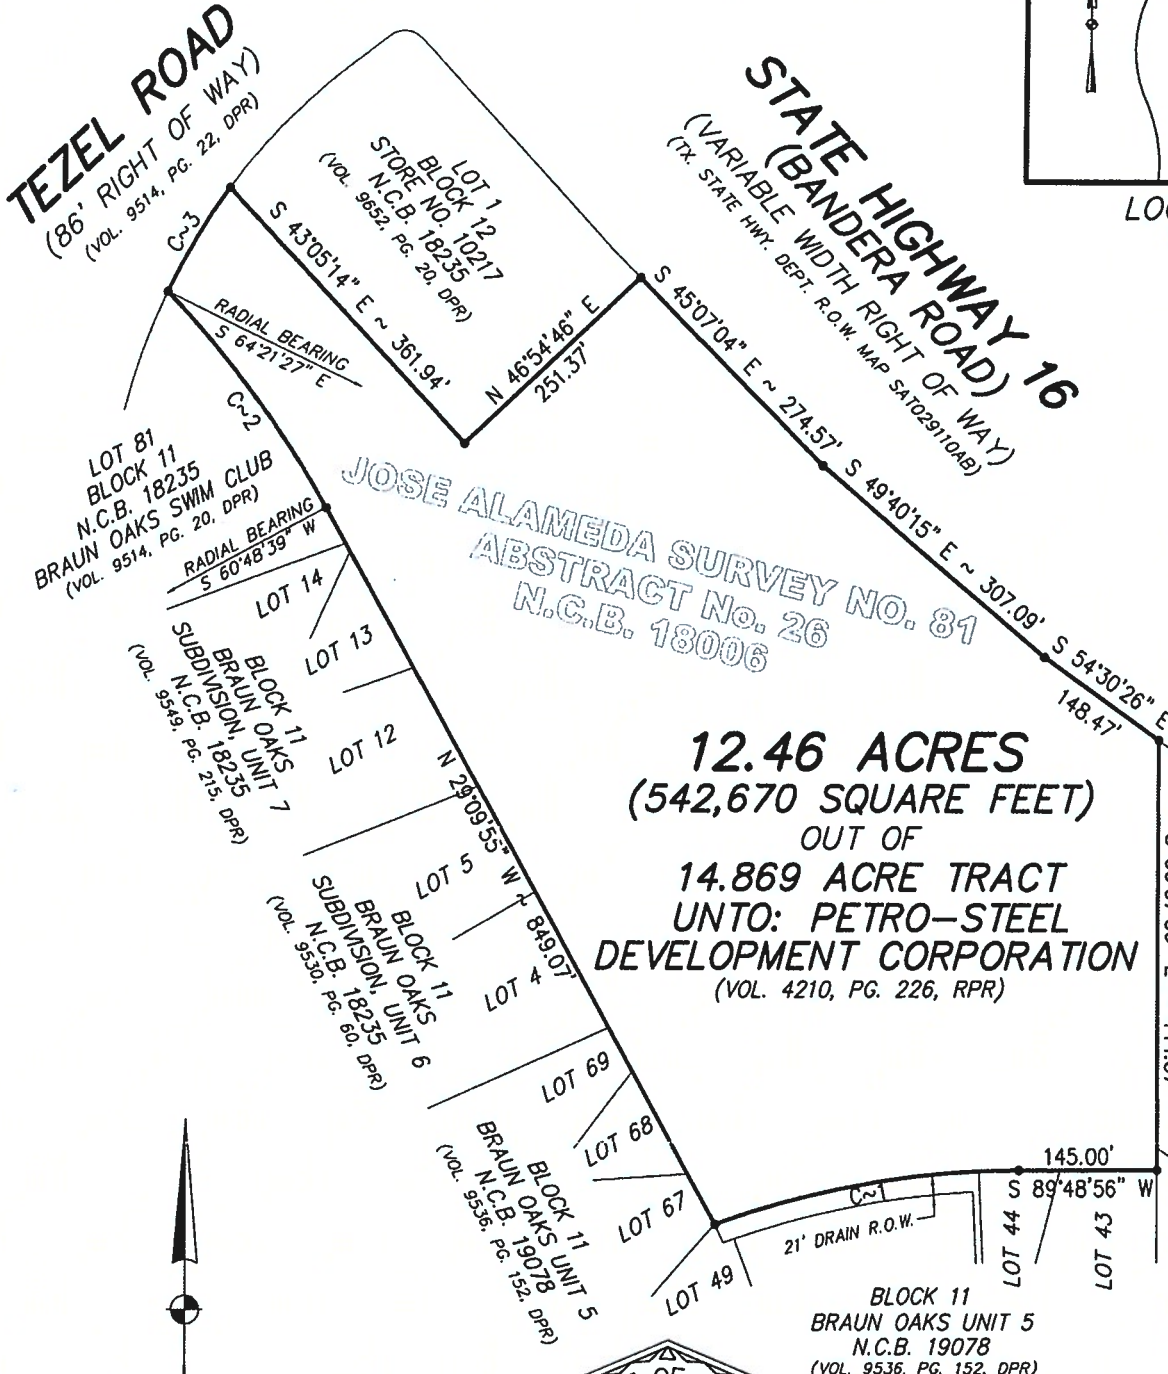 TEZEL ROAD
(86' RIGHT OF WAY)
(VOL. 9514, PG. 22, DPR)
C~3
S 43°05'14" E ~ 361.94'
LOT 1
BLOCK 12
STORE NO. 10217
N.C.B. 18235
(VOL. 9652, PG. 20, DPR)
N 46°54'46" E
251.37'
STATE HIGHWAY 16
(BANDERA ROAD)
(VARIABLE WIDTH RIGHT OF WAY)
(TX. STATE HWY. DEPT. R.O.W. MAP SAT029110AB)
S 45°07'04" E ~ 274.57'
S 49°40'15" E ~ 307.09'
S 54°30'26" E
148.47'
RADIAL BEARING
S 64°21'27" E
C~2
LOT 81
BLOCK 11
N.C.B. 18235
BRAUN OAKS SWIM CLUB
(VOL. 9514, PG. 20, DPR)
RADIAL BEARING
S 60°48'39" W
JOSE ALAMEDA SURVEY NO. 81
ABSTRACT No. 26
N.C.B. 18006
LOT 14
LOT 13
LOT 12
BLOCK 11
BRAUN OAKS
SUBDIVISION, UNIT 7
N.C.B. 18235
(VOL. 9549, PG. 215, DPR)
N 29°09'55" W ~ 849.07'
12.46 ACRES
(542,670 SQUARE FEET)
OUT OF
14.869 ACRE TRACT
UNTO: PETRO-STEEL
DEVELOPMENT CORPORATION
(VOL. 4210, PG. 226, RPR)
LOT 5
LOT 4
BLOCK 11
BRAUN OAKS
SUBDIVISION, UNIT 6
N.C.B. 18235
(VOL. 9530, PG. 60, DPR)
LOT 69
LOT 68
LOT 67
BLOCK 11
BRAUN OAKS UNIT 5
N.C.B. 19078
(VOL. 9536, PG. 152, DPR)
LOT 49
C~1
21' DRAIN R.O.W.
145.00'
S 89°48'56" W
LOT 44
LOT 43
BLOCK 11
BRAUN OAKS UNIT 5
N.C.B. 19078
(VOL. 9536, PG. 152, DPR)